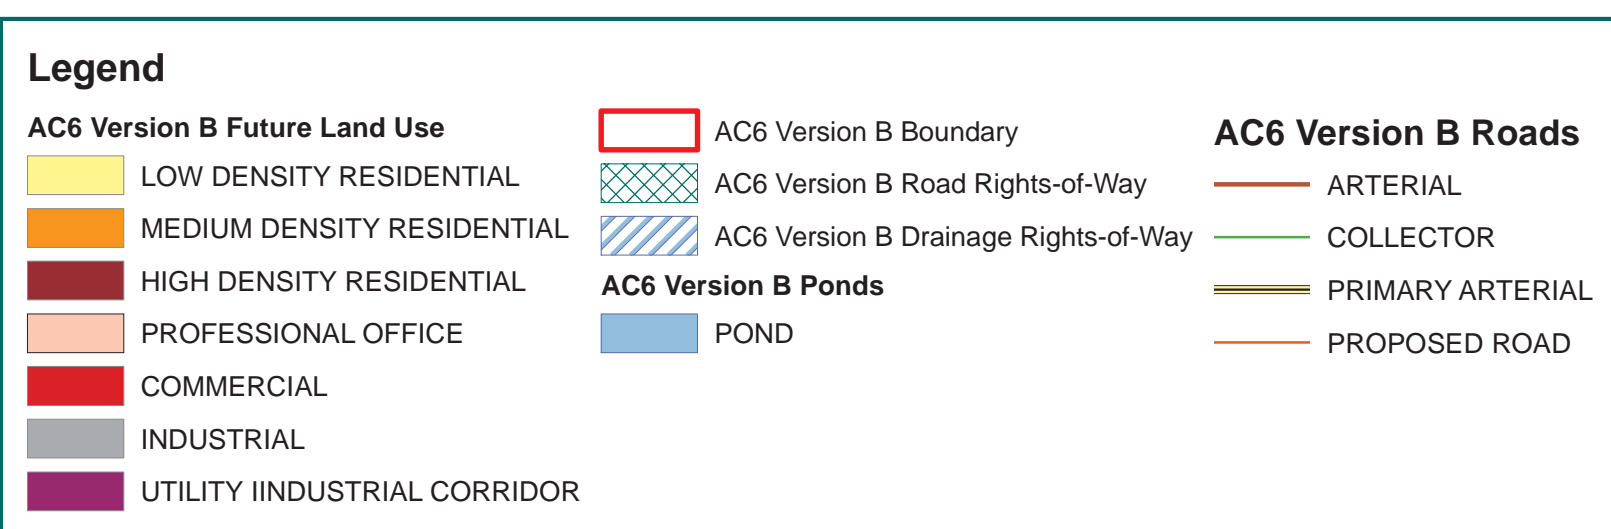 Legend
AC6 Version B Future Land Use
LOW DENSITY RESIDENTIAL
MEDIUM DENSITY RESIDENTIAL
HIGH DENSITY RESIDENTIAL
PROFESSIONAL OFFICE
COMMERCIAL
INDUSTRIAL
UTILITY IINDUSTRIAL CORRIDOR
AC6 Version B Boundary
AC6 Version B Road Rights-of-Way
AC6 Version B Drainage Rights-of-Way
AC6 Version B Ponds
POND
AC6 Version B Roads
ARTERIAL
COLLECTOR
PRIMARY ARTERIAL
PROPOSED ROAD